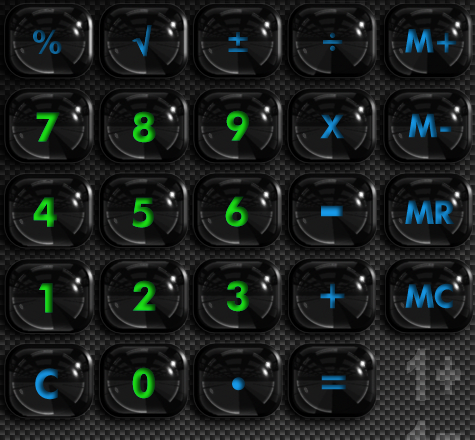 % √ ± ÷ M+
7 8 9 X M-
4 5 6 - MR
1 2 3 + MC
C 0 • =